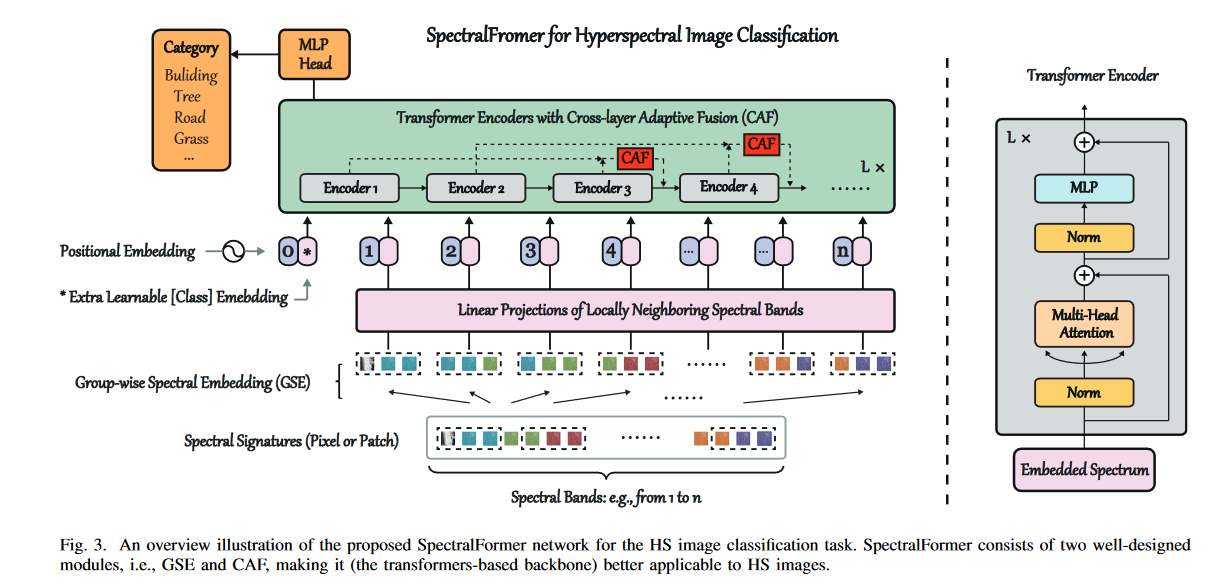 SpectralFromer for Hyperspectral Image Classification
Category
Buliding
Tree
Road
Grass
...
MLP
Head
Transformer Encoders with Cross-layer Adaptive Fusion (CAF)
CAF
CAF
L ×
Encoder 1
Encoder 2
Encoder 3
Encoder 4
......
Positional Embedding
0 *
1
2
3
4
...
...
n
* Extra Learnable [Class] Emebdding
Linear Projections of Locally Neighboring Spectral Bands
......
Group-wise Spectral Embedding (GSE)
......
Spectral Signatures (Pixel or Patch)
......
Spectral Bands: e.g., from 1 to n
Transformer Encoder
L ×
+
MLP
Norm
+
Multi-Head
Attention
Norm
Embedded Spectrum
Fig. 3. An overview illustration of the proposed SpectralFormer network for the HS image classification task. SpectralFormer consists of two well-designed
modules, i.e., GSE and CAF, making it (the transformers-based backbone) better applicable to HS images.